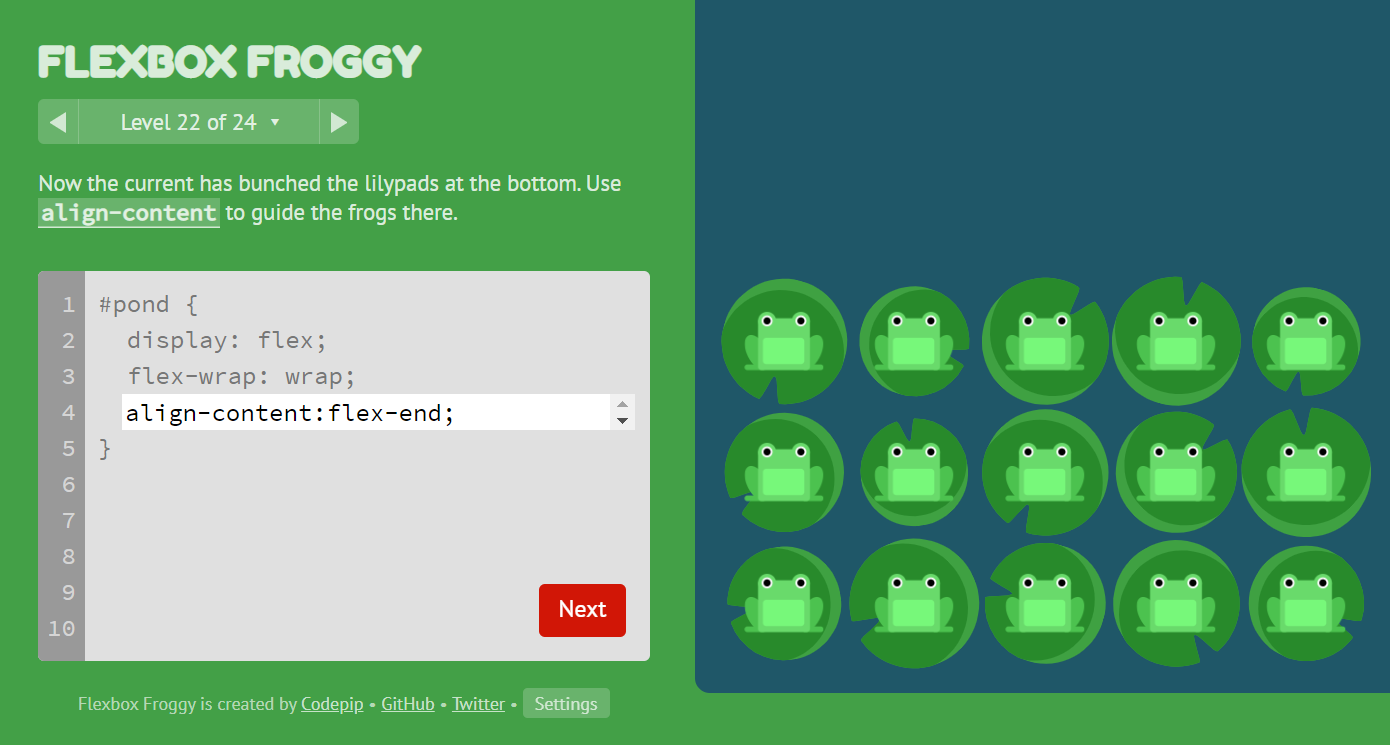 FLEXBOX FROGGY
◀ Level 22 of 24 ▾ ▶
Now the current has bunched the lilypads at the bottom. Use
align-content to guide the frogs there.
1 #pond {
2 display: flex;
3 flex-wrap: wrap;
4 align-content:flex-end;
5 }
6
7
8
9
10
Next
Flexbox Froggy is created by Codepip • GitHub • Twitter • Settings